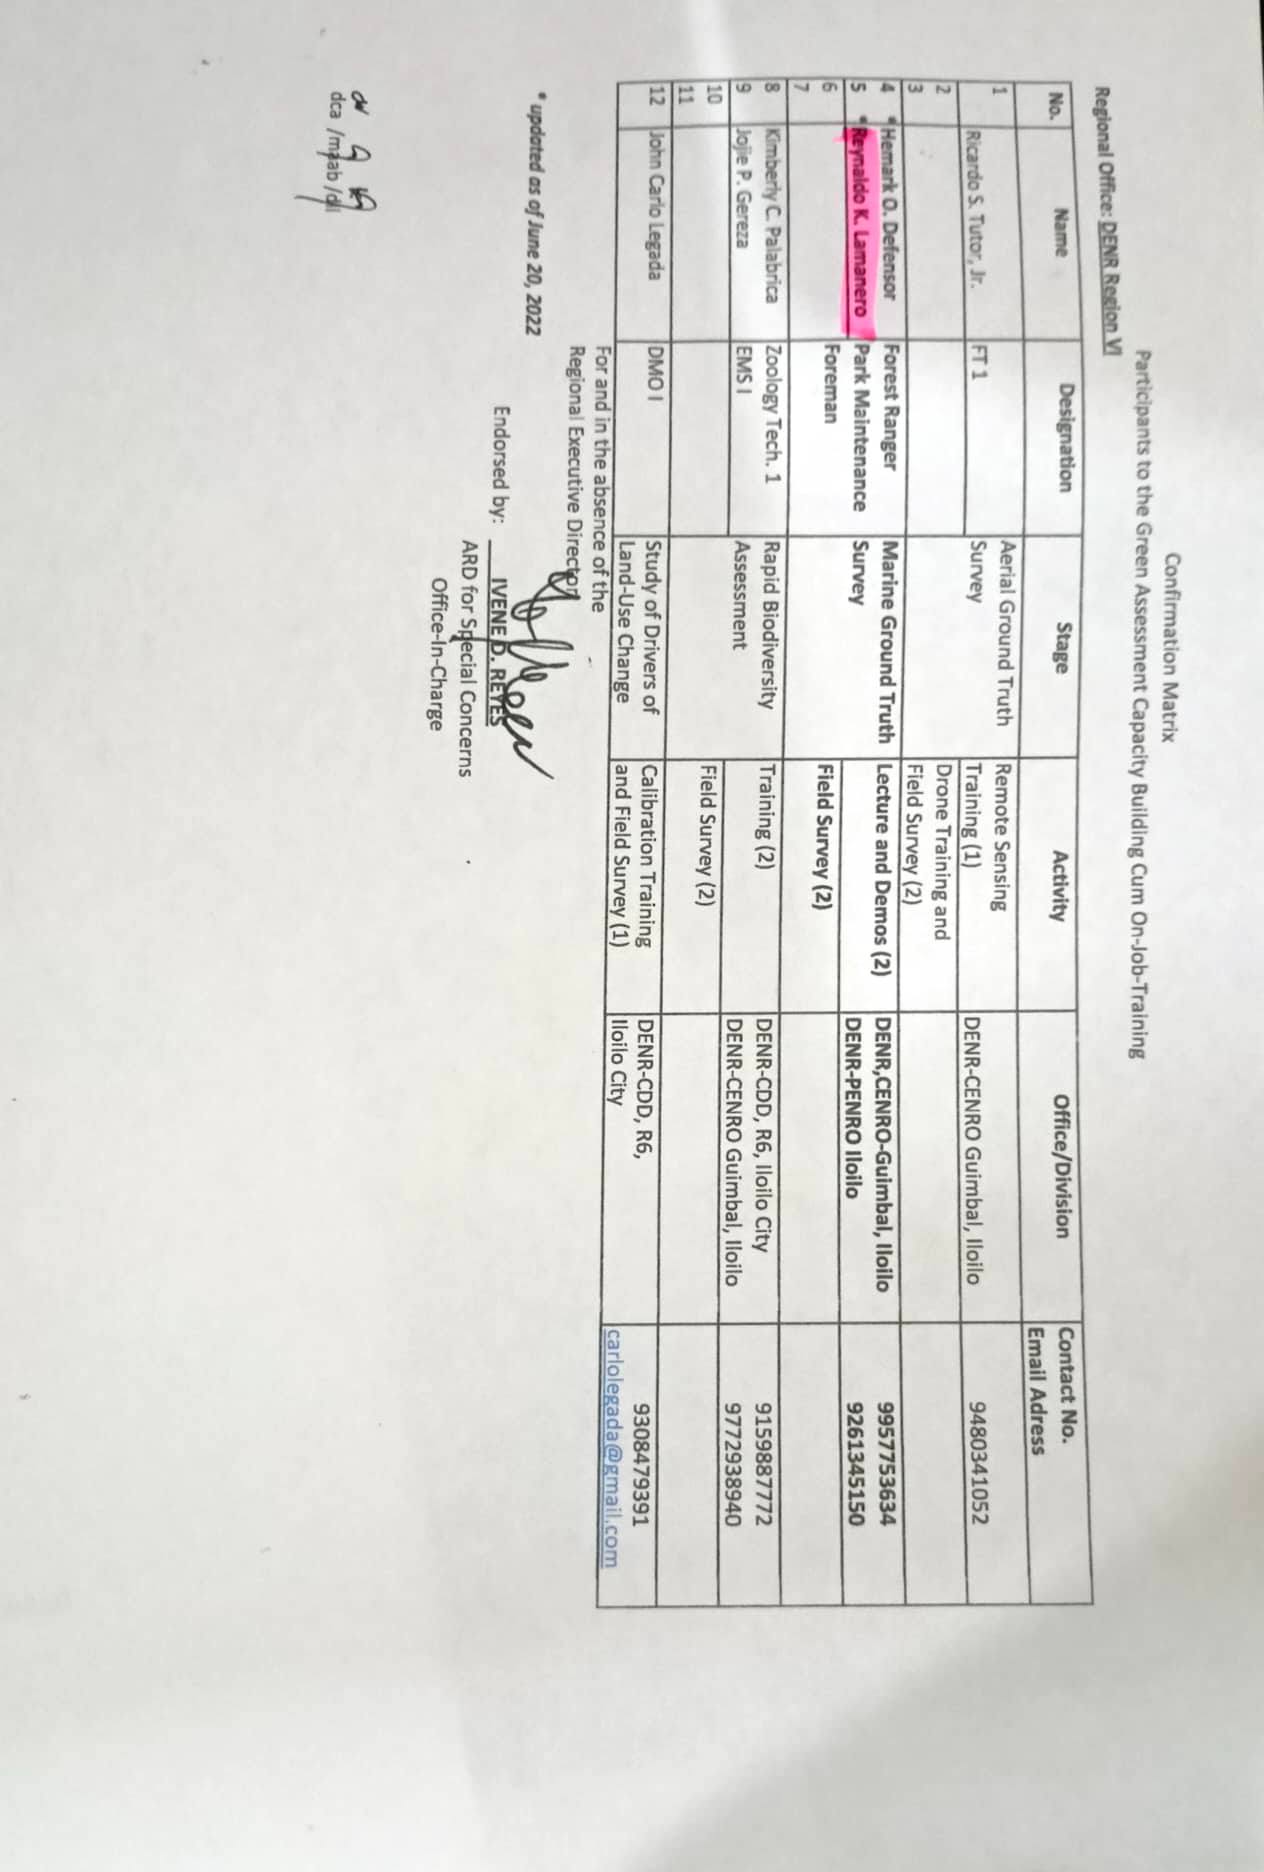 Confirmation Matrix
Participants to the Green Assessment Capacity Building Cum On-Job-Training
Regional Office: DENR Region VI
No. Name Designation Stage Activity Office/Division Contact No.
Email Adress
1 Aerial Ground Truth Remote Sensing
Ricardo S. Tutor, Jr. FT 1 Survey Training (1) DENR-CENRO Guimbal, Iloilo 9480341052
2 Drone Training and
3 Field Survey (2)
4 *Hemark O. Defensor Forest Ranger Marine Ground Truth Lecture and Demos (2) DENR,CENRO-Guimbal, Iloilo 9957753634
5 *Reynaldo K. Lamanero Park Maintenance Survey DENR-PENRO Iloilo 9261345150
6 Foreman Field Survey (2)
7
8 Kimberly C. Palabrica Zoology Tech. 1 Rapid Biodiversity Training (2) DENR-CDD, R6, Iloilo City 9159887772
9 Jojie P. Gereza EMS I Assessment DENR-CENRO Guimbal, Iloilo 9772938940
10 Field Survey (2)
11
12 John Carlo Legada DMO I Study of Drivers of Calibration Training DENR-CDD, R6, 9308479391
Land-Use Change and Field Survey (1) Iloilo City carlolegada@gmail.com
For and in the absence of the
Regional Executive Director
* updated as of June 20, 2022
Endorsed by: IVENE D. REYES
ARD for Special Concerns
Office-In-Charge